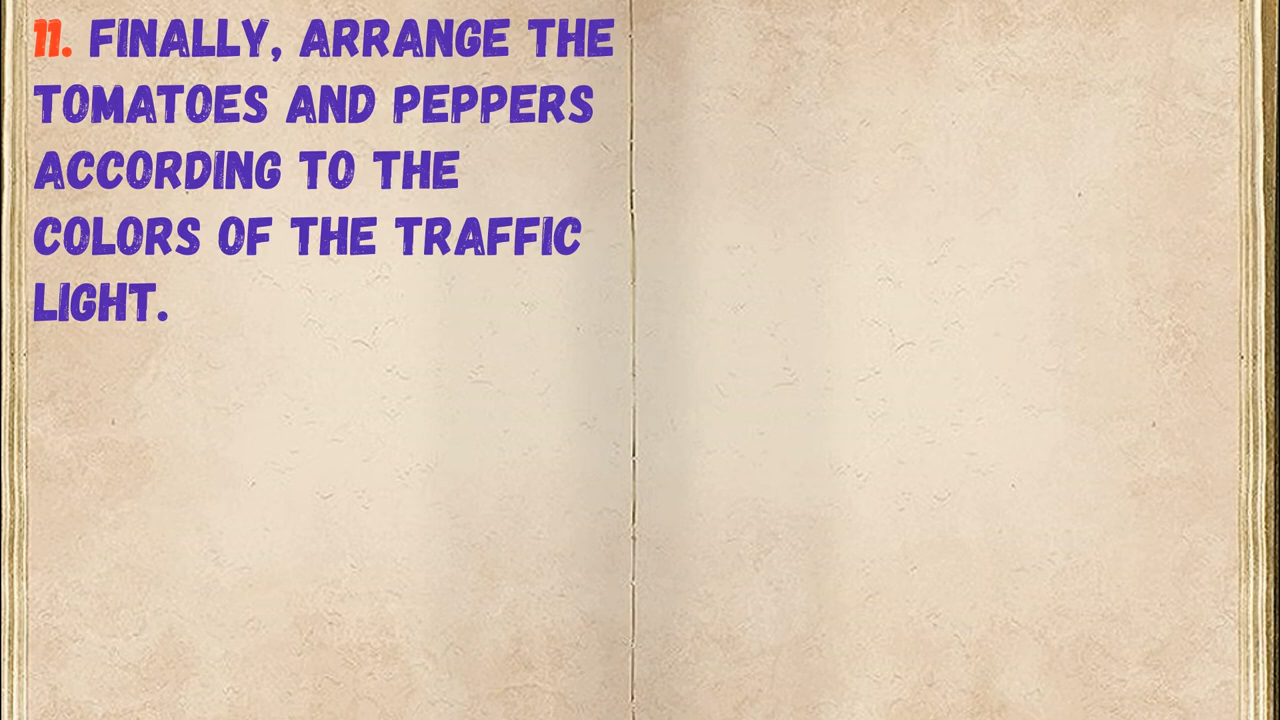 11. FINALLY, ARRANGE THE
TOMATOES AND PEPPERS
ACCORDING TO THE
COLORS OF THE TRAFFIC
LIGHT.